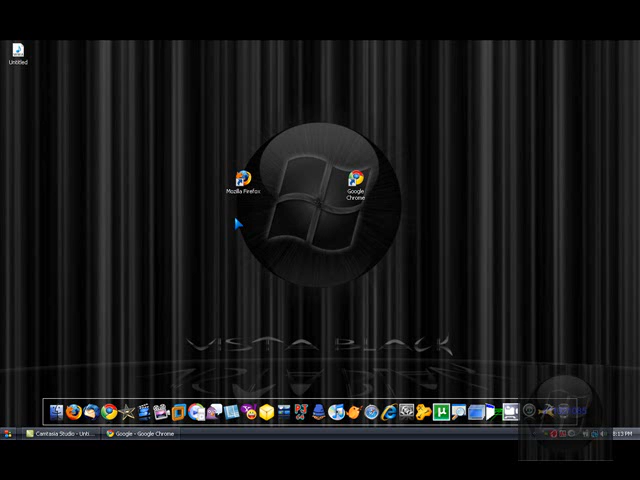 Untitled
Mozilla Firefox
Google
Chrome
VISTA BLACK
Camtasia Studio - Unti...
Google - Google Chrome
8:13 PM